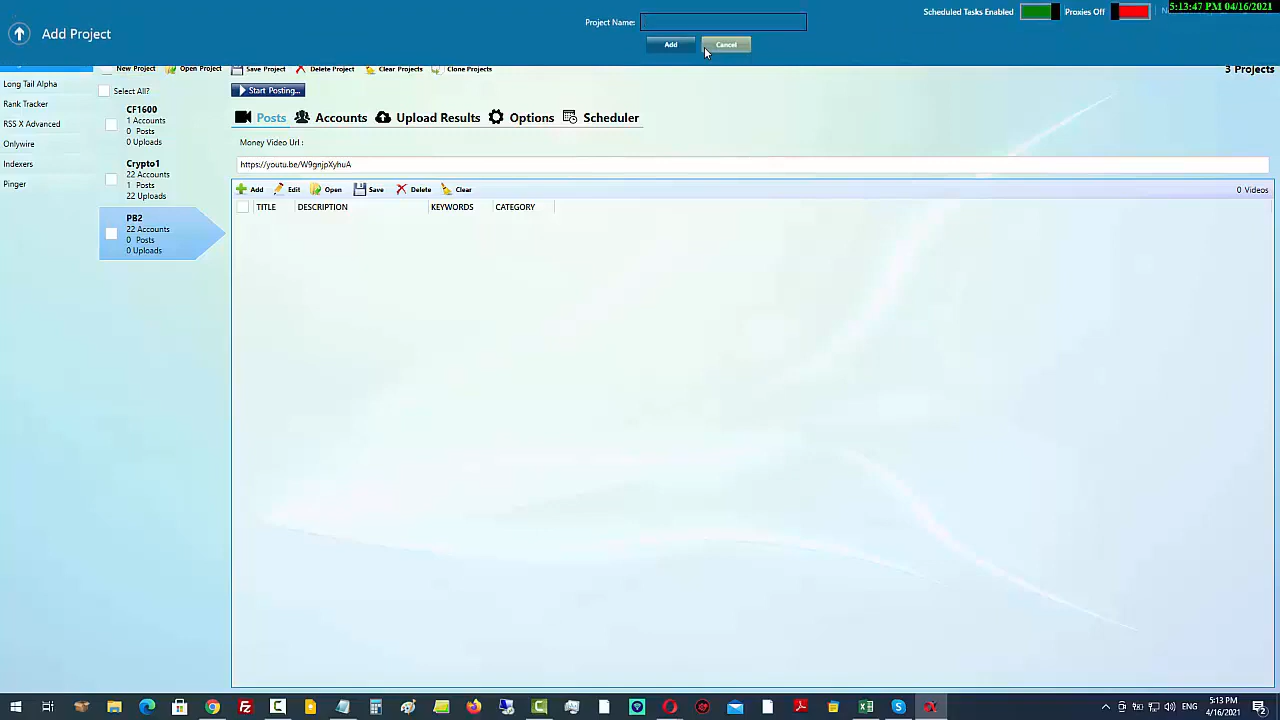 Project Name:
Scheduled Tasks Enabled
Proxies Off
5:13:47 PM 04/16/2021
Add Project
Add
Cancel
New Project
Open Project
Save Project
Delete Project
Clear Projects
Clone Projects
3 Projects
Long Tail Alpha
Rank Tracker
RSS X Advanced
Onlywire
Indexers
Pinger
Select All?
CF1600
1 Accounts
0 Posts
0 Uploads
Crypto1
22 Accounts
1 Posts
22 Uploads
PB2
22 Accounts
0 Posts
0 Uploads
Start Posting...
Posts
Accounts
Upload Results
Options
Scheduler
Money Video Url :
https://youtu.be/W9gnjpXyhuA
Add
Edit
Open
Save
Delete
Clear
0 Videos
TITLE
DESCRIPTION
KEYWORDS
CATEGORY
ENG
5:13 PM
4/16/2021